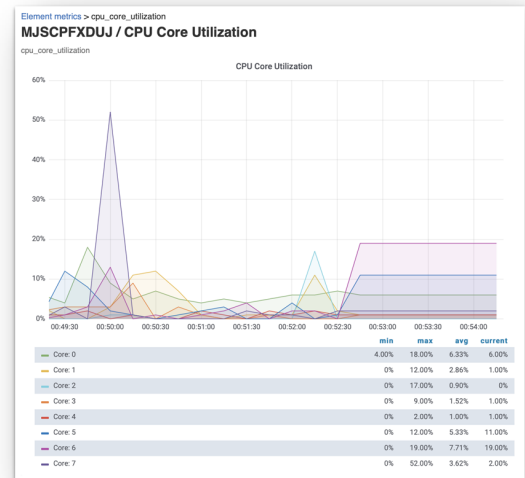 Element metrics > cpu_core_utilization
MJSCPFXDUJ / CPU Core Utilization
cpu_core_utilization
CPU Core Utilization
60%
50%
40%
30%
20%
10%
0%
00:49:30 00:50:00 00:50:30 00:51:00 00:51:30 00:52:00 00:52:30 00:53:00 00:53:30 00:54:00
min max avg current
Core: 0 4.00% 18.00% 6.33% 6.00%
Core: 1 0% 12.00% 2.86% 1.00%
Core: 2 0% 17.00% 0.90% 0%
Core: 3 0% 9.00% 1.52% 1.00%
Core: 4 0% 2.00% 1.00% 1.00%
Core: 5 0% 12.00% 5.33% 11.00%
Core: 6 0% 19.00% 7.71% 19.00%
Core: 7 0% 52.00% 3.62% 2.00%